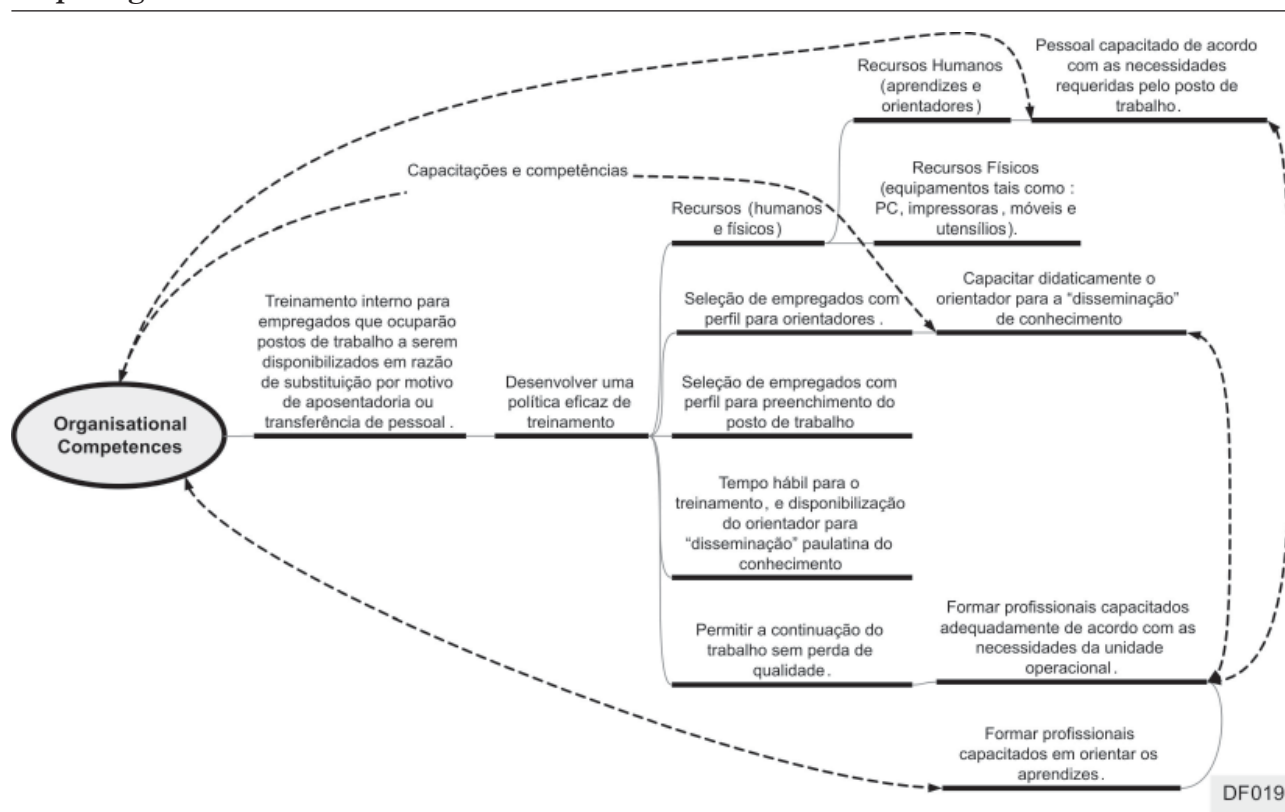 Pessoal capacitado de acordo
com as necessidades
requeridas pelo posto de
trabalho.
Recursos Humanos
(aprendizes e
orientadores)
Capacitações e competências
Recursos Físicos
(equipamentos tais como :
PC, impressoras, móveis e
utensílios).
Recursos (humanos
e físicos)
Treinamento interno para
empregados que ocuparão
postos de trabalho a serem
disponibilizados em razão
de substituição por motivo
de aposentadoria ou
transferência de pessoal.
Seleção de empregados com
perfil para orientadores.
Capacitar didaticamente o
orientador para a “disseminação”
de conhecimento
Organisational
Competences
Desenvolver uma
política eficaz de
treinamento
Seleção de empregados com
perfil para preenchimento do
posto de trabalho
Tempo hábil para o
treinamento, e disponibilização
do orientador para
“disseminação” paulatina do
conhecimento
Permitir a continuação do
trabalho sem perda de
qualidade.
Formar profissionais capacitados
adequadamente de acordo com as
necessidades da unidade
operacional.
Formar profissionais
capacitados em orientar os
aprendizes.
DF019